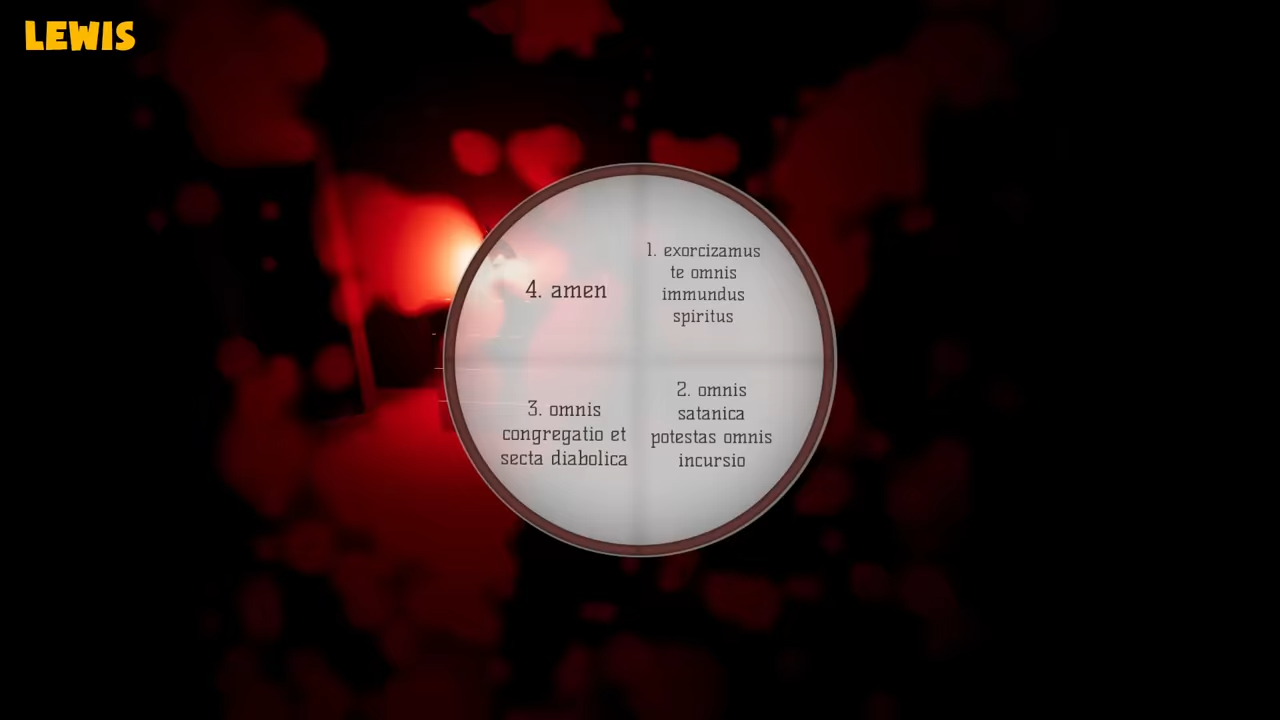 LEWIS
1. exorcizamus
te omnis
immundus
spiritus
2. omnis
satanica
potestas omnis
incursio
3. omnis
congregatio et
secta diabolica
4. amen